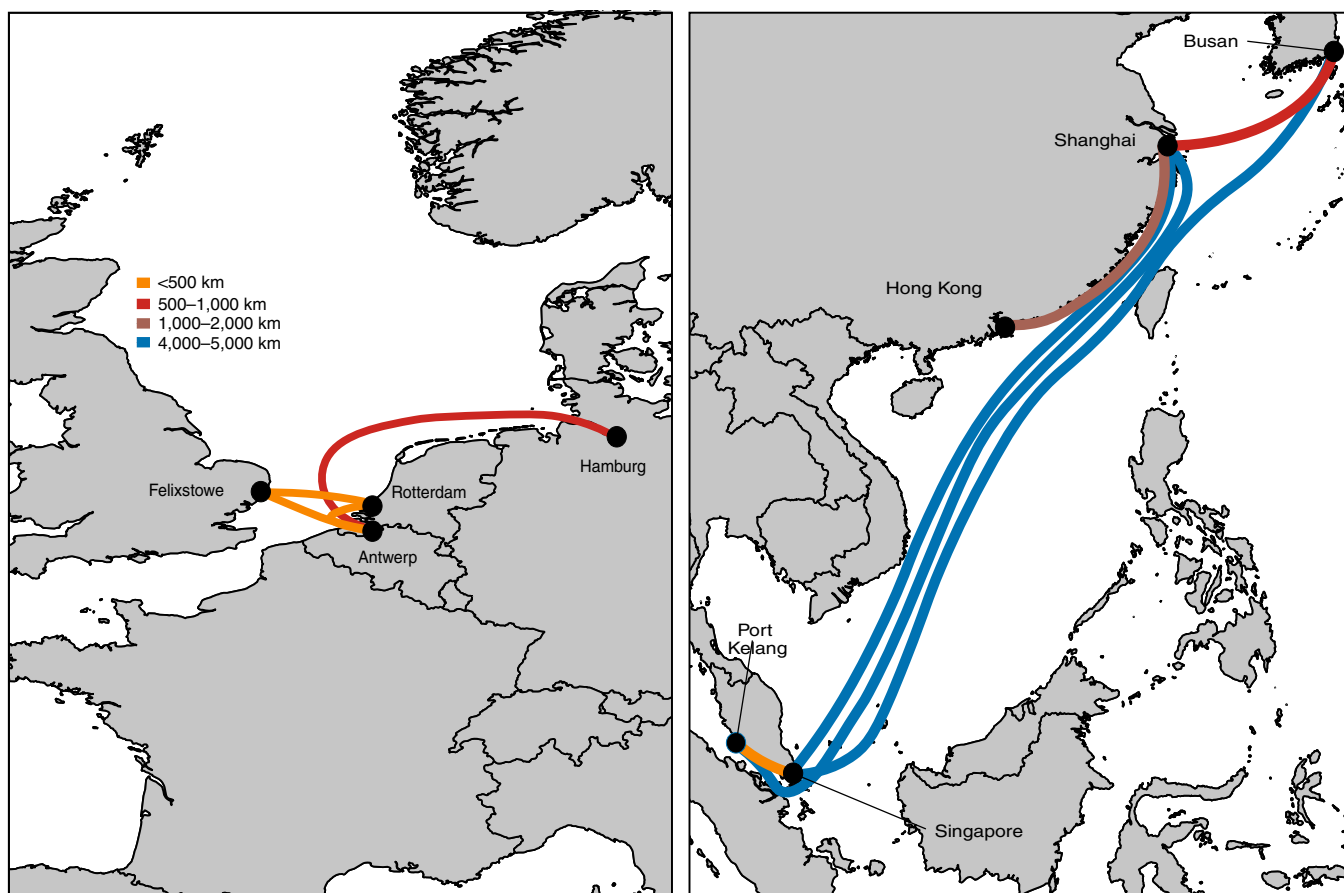 <500 km
500–1,000 km
1,000–2,000 km
4,000–5,000 km
Hamburg
Felixstowe
Rotterdam
Antwerp
Busan
Shanghai
Hong Kong
Port
Kelang
Singapore